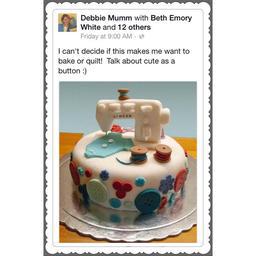 Debbie Mumm with Beth Emory
White and 12 others
Friday at 9:00 AM ·
I can't decide if this makes me want to
bake or quilt! Talk about cute as a
button :)
SINGER